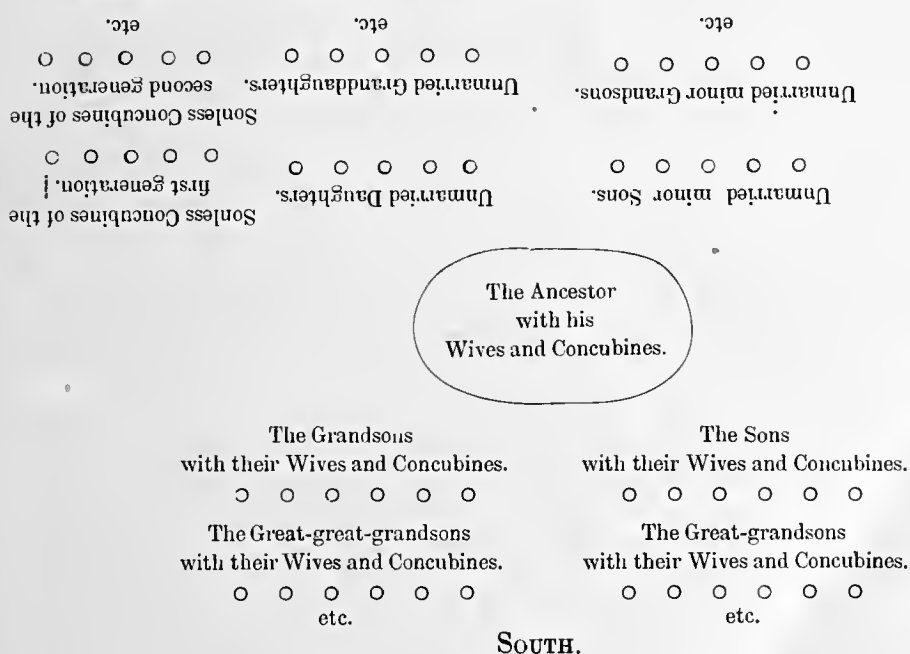 Sonless Concubines of the
first generation.
Sonless Concubines of the
second generation.
etc.
Unmarried Daughters.
Unmarried Granddaughters.
etc.
Unmarried minor Sons.
Unmarried minor Grandsons.
etc.
The Ancestor
with his
Wives and Concubines.
The Grandsons
with their Wives and Concubines.
The Great-great-grandsons
with their Wives and Concubines.
etc.
The Sons
with their Wives and Concubines.
The Great-grandsons
with their Wives and Concubines.
etc.
SOUTH.